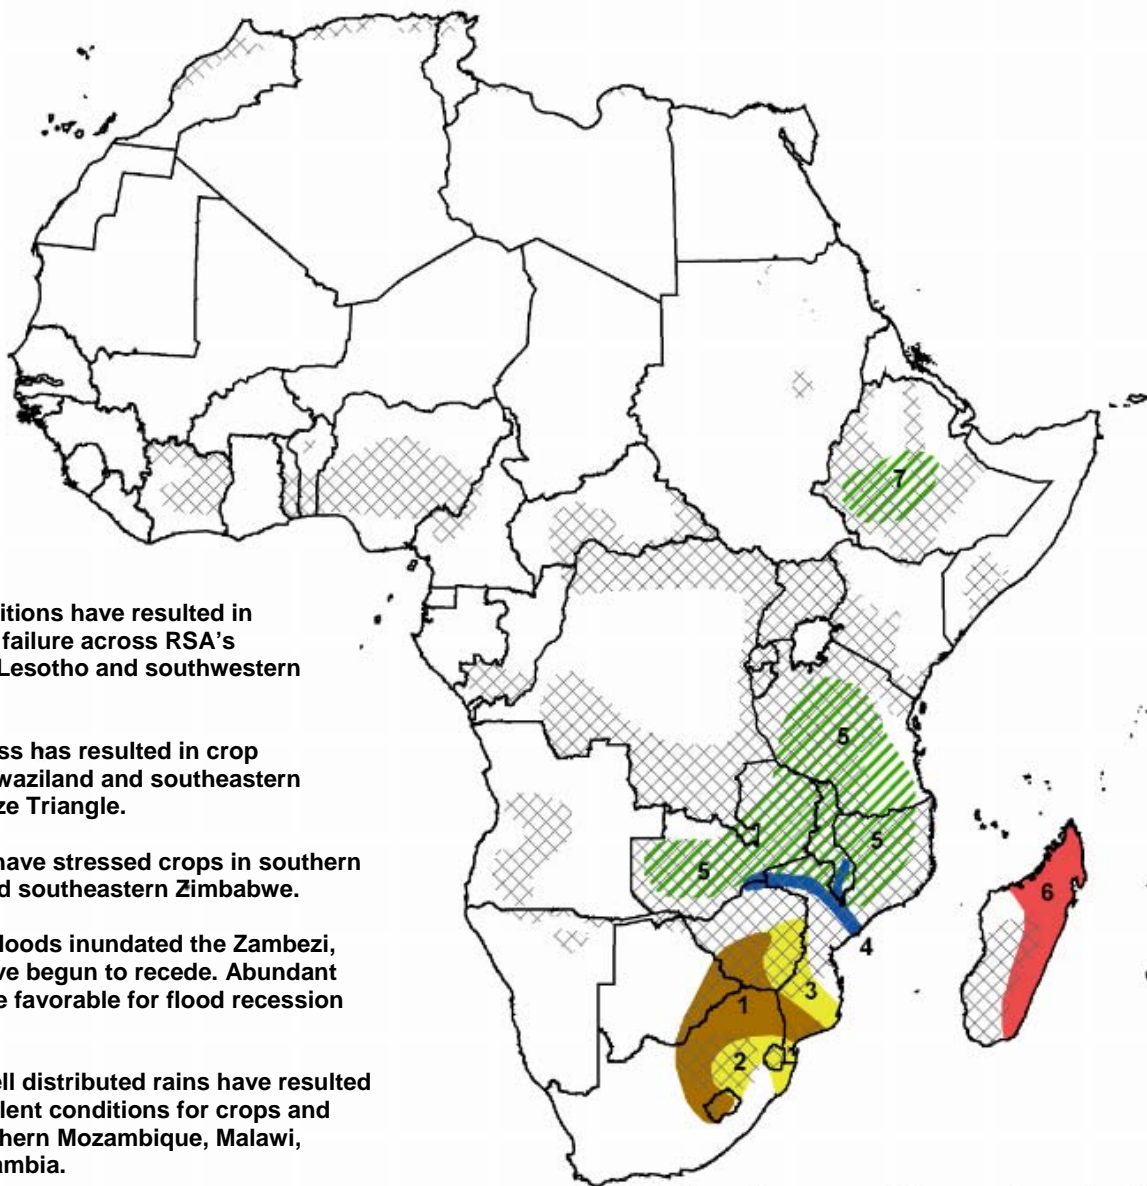 itions have resulted in
failure across RSA's
Lesotho and southwestern
ss has resulted in crop
waziland and southeastern
ze Triangle.
have stressed crops in southern
d southeastern Zimbabwe.
loods inundated the Zambezi,
ve begun to recede. Abundant
e favorable for flood recession
ell distributed rains have resulted
lent conditions for crops and
thern Mozambique, Malawi,
ambia.
7
5
5
5
6
4
3
1
2